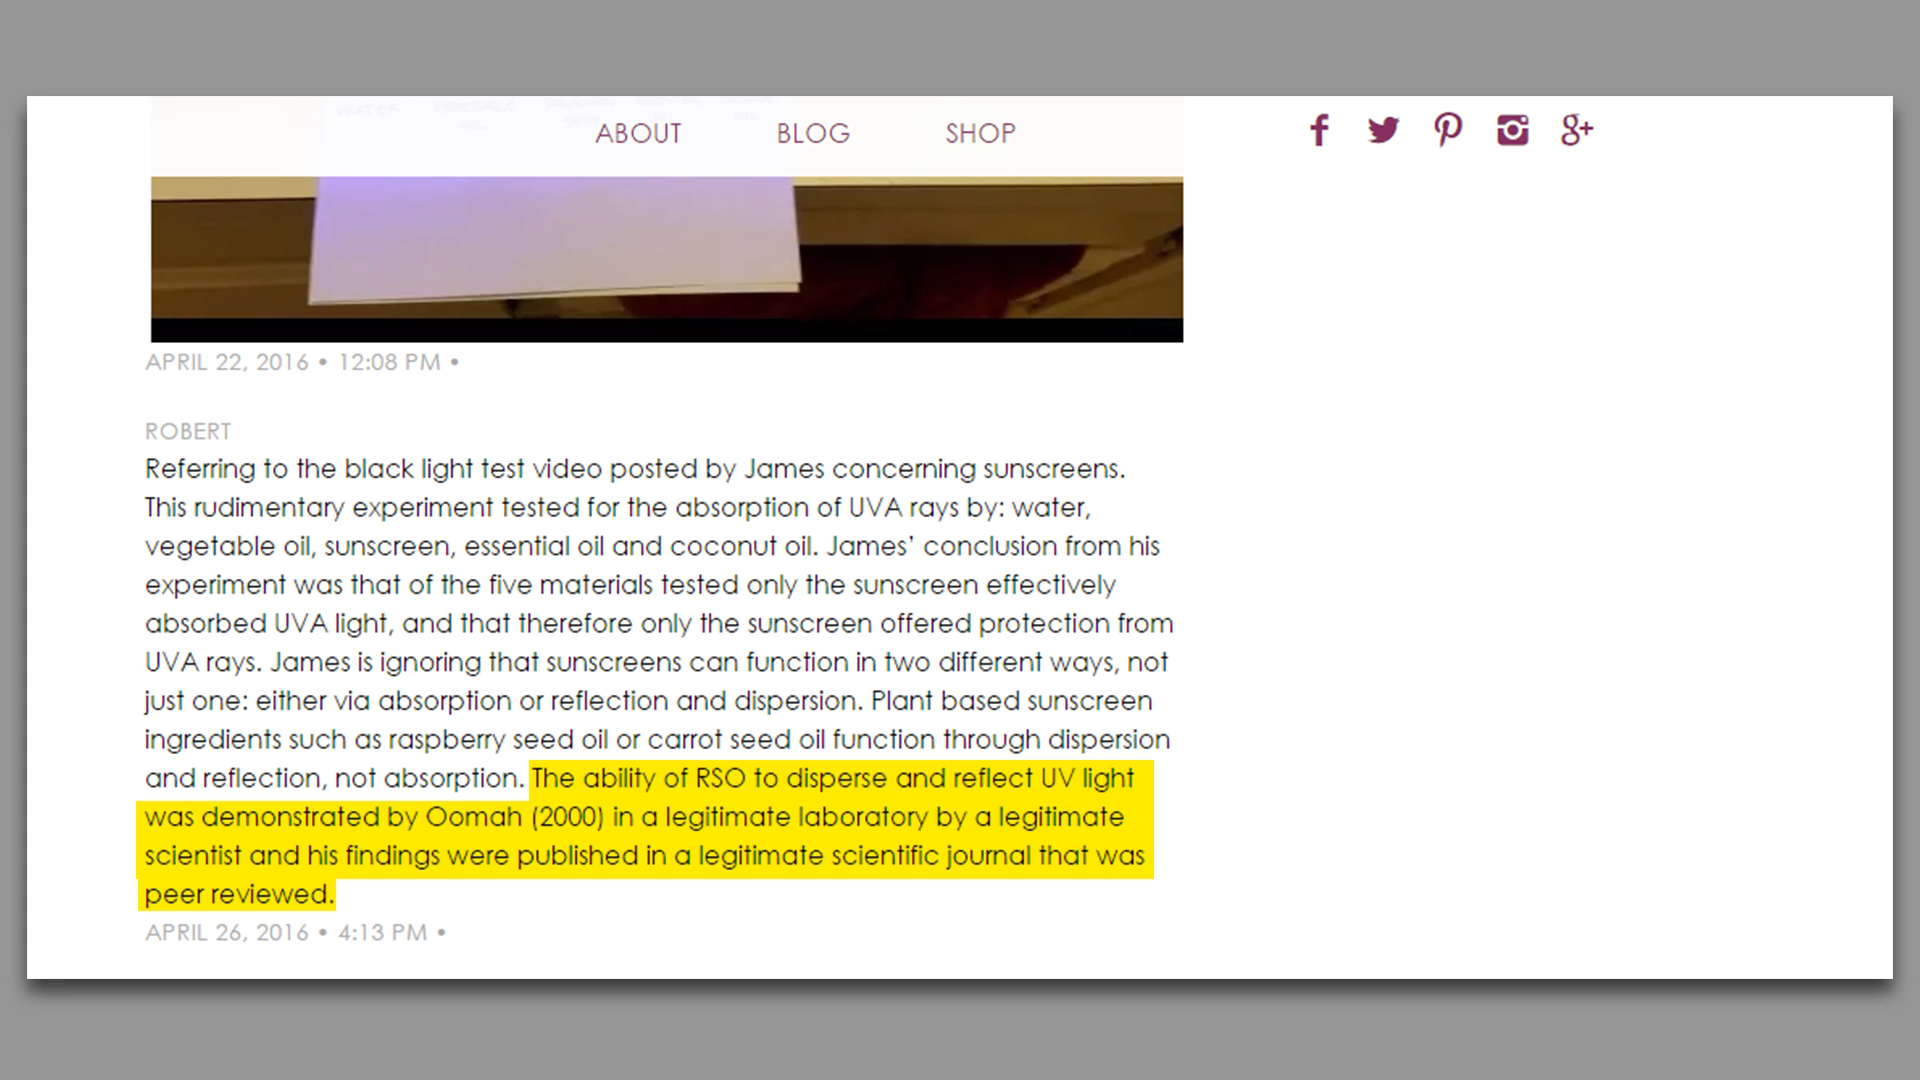 ABOUT BLOG SHOP
APRIL 22, 2016 • 12:08 PM •
ROBERT
Referring to the black light test video posted by James concerning sunscreens.
This rudimentary experiment tested for the absorption of UVA rays by: water,
vegetable oil, sunscreen, essential oil and coconut oil. James’ conclusion from his
experiment was that of the five materials tested only the sunscreen effectively
absorbed UVA light, and that therefore only the sunscreen offered protection from
UVA rays. James is ignoring that sunscreens can function in two different ways, not
just one: either via absorption or reflection and dispersion. Plant based sunscreen
ingredients such as raspberry seed oil or carrot seed oil function through dispersion
and reflection, not absorption. The ability of RSO to disperse and reflect UV light
was demonstrated by Oomah (2000) in a legitimate laboratory by a legitimate
scientist and his findings were published in a legitimate scientific journal that was
peer reviewed.
APRIL 26, 2016 • 4:13 PM •